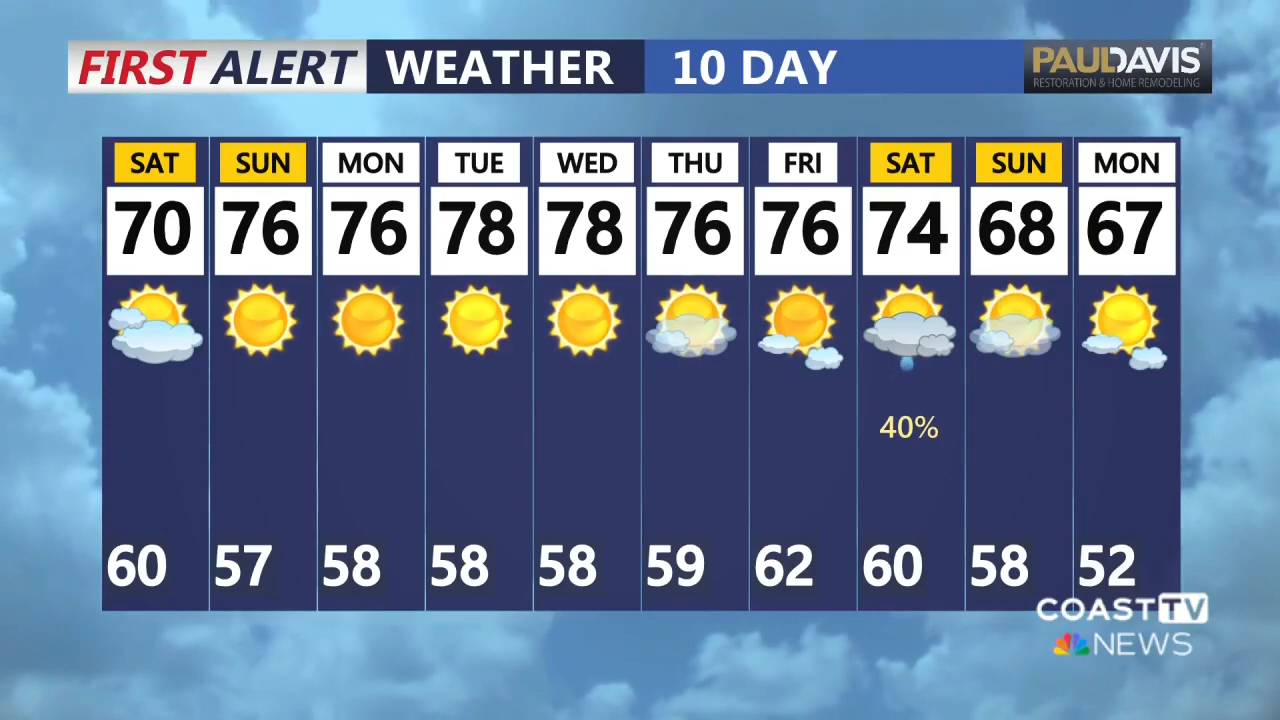 FIRST ALERT WEATHER 10 DAY
PAULDAVIS
RESTORATION & HOME REMODELING
SAT SUN MON TUE WED THU FRI SAT SUN MON
70 76 76 78 78 76 76 74 68 67
40%
60 57 58 58 58 59 62 60 58 52
COAST TV
NEWS